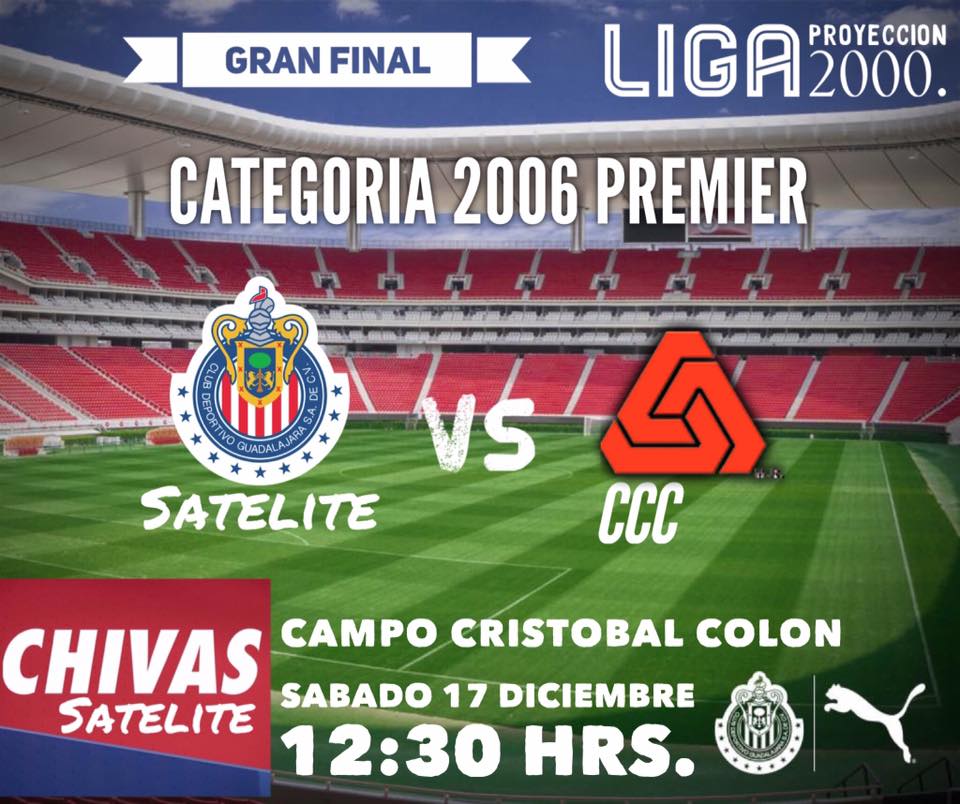 GRAN FINAL
LIGA PROYECCION 2000.
CATEGORIA 2006 PREMIER
CLUB DEPORTIVO GUADALAJARA S.A. DE C.V.
Vs
SATELITE
CCC
CHIVAS
SATELITE
CAMPO CRISTOBAL COLON
SABADO 17 DICIEMBRE
12:30 HRS.